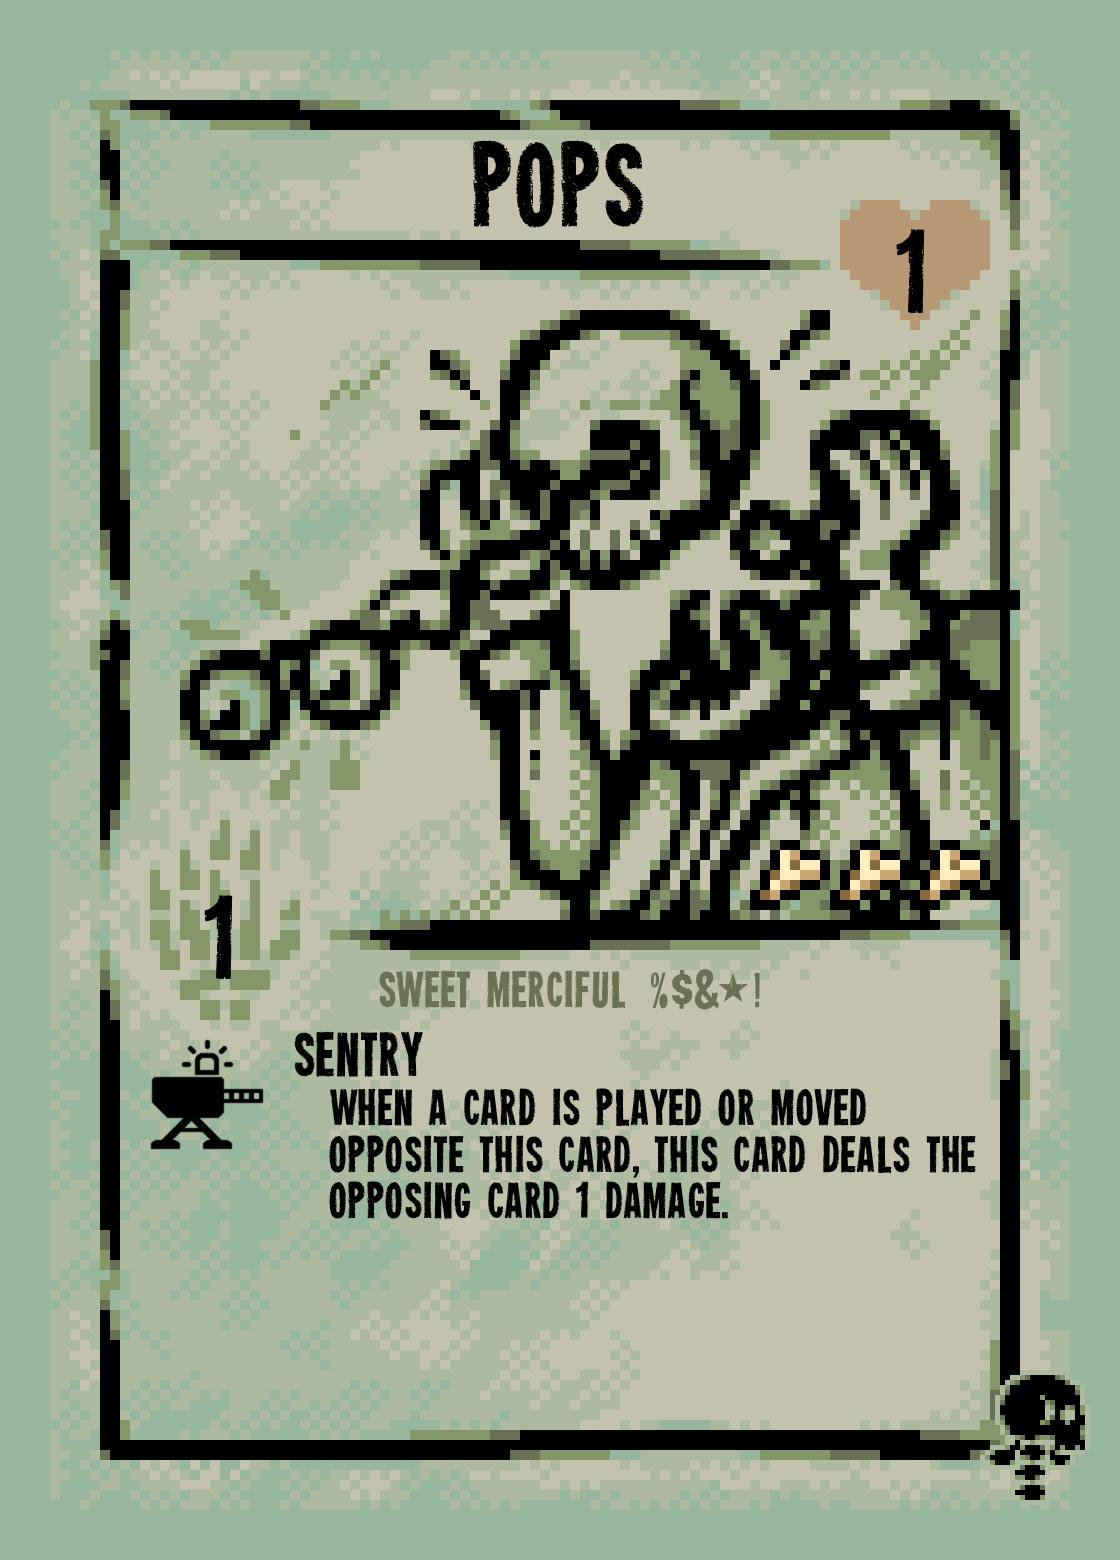 POPS
1
1
SWEET MERCIFUL %$&★!
SENTRY
WHEN A CARD IS PLAYED OR MOVED
OPPOSITE THIS CARD, THIS CARD DEALS THE
OPPOSING CARD 1 DAMAGE.